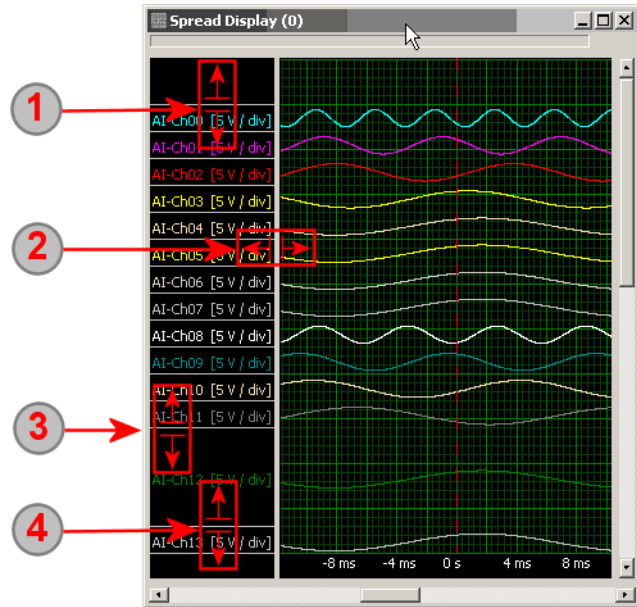 Spread Display (0)
1
AI-Ch00 [5 V / div]
AI-Ch01 [5 V / div]
AI-Ch02 [5 V / div]
AI-Ch03 [5 V / div]
AI-Ch04 [5 V / div]
2
AI-Ch05 [5 V / div]
AI-Ch06 [5 V / div]
AI-Ch07 [5 V / div]
AI-Ch08 [5 V / div]
AI-Ch09 [5 V / div]
AI-Ch10 [5 V / div]
3
AI-Ch11 [5 V / div]
AI-Ch12 [5 V / div]
4
AI-Ch13 [5 V / div]
-8 ms -4 ms 0 s 4 ms 8 ms